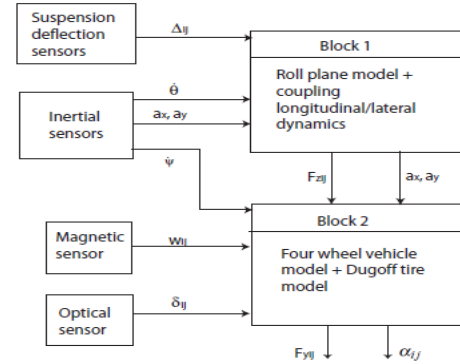 Suspension
deflection
sensors
Δij
Block 1
Roll plane model +
coupling
longitudinal/lateral
dynamics
Inertial
sensors
θ̇
ax, ay
ψ̇
Fzij
ax, ay
Block 2
Four wheel vehicle
model + Dugoff tire
model
Magnetic
sensor
wij
Optical
sensor
δij
Fyij
αij